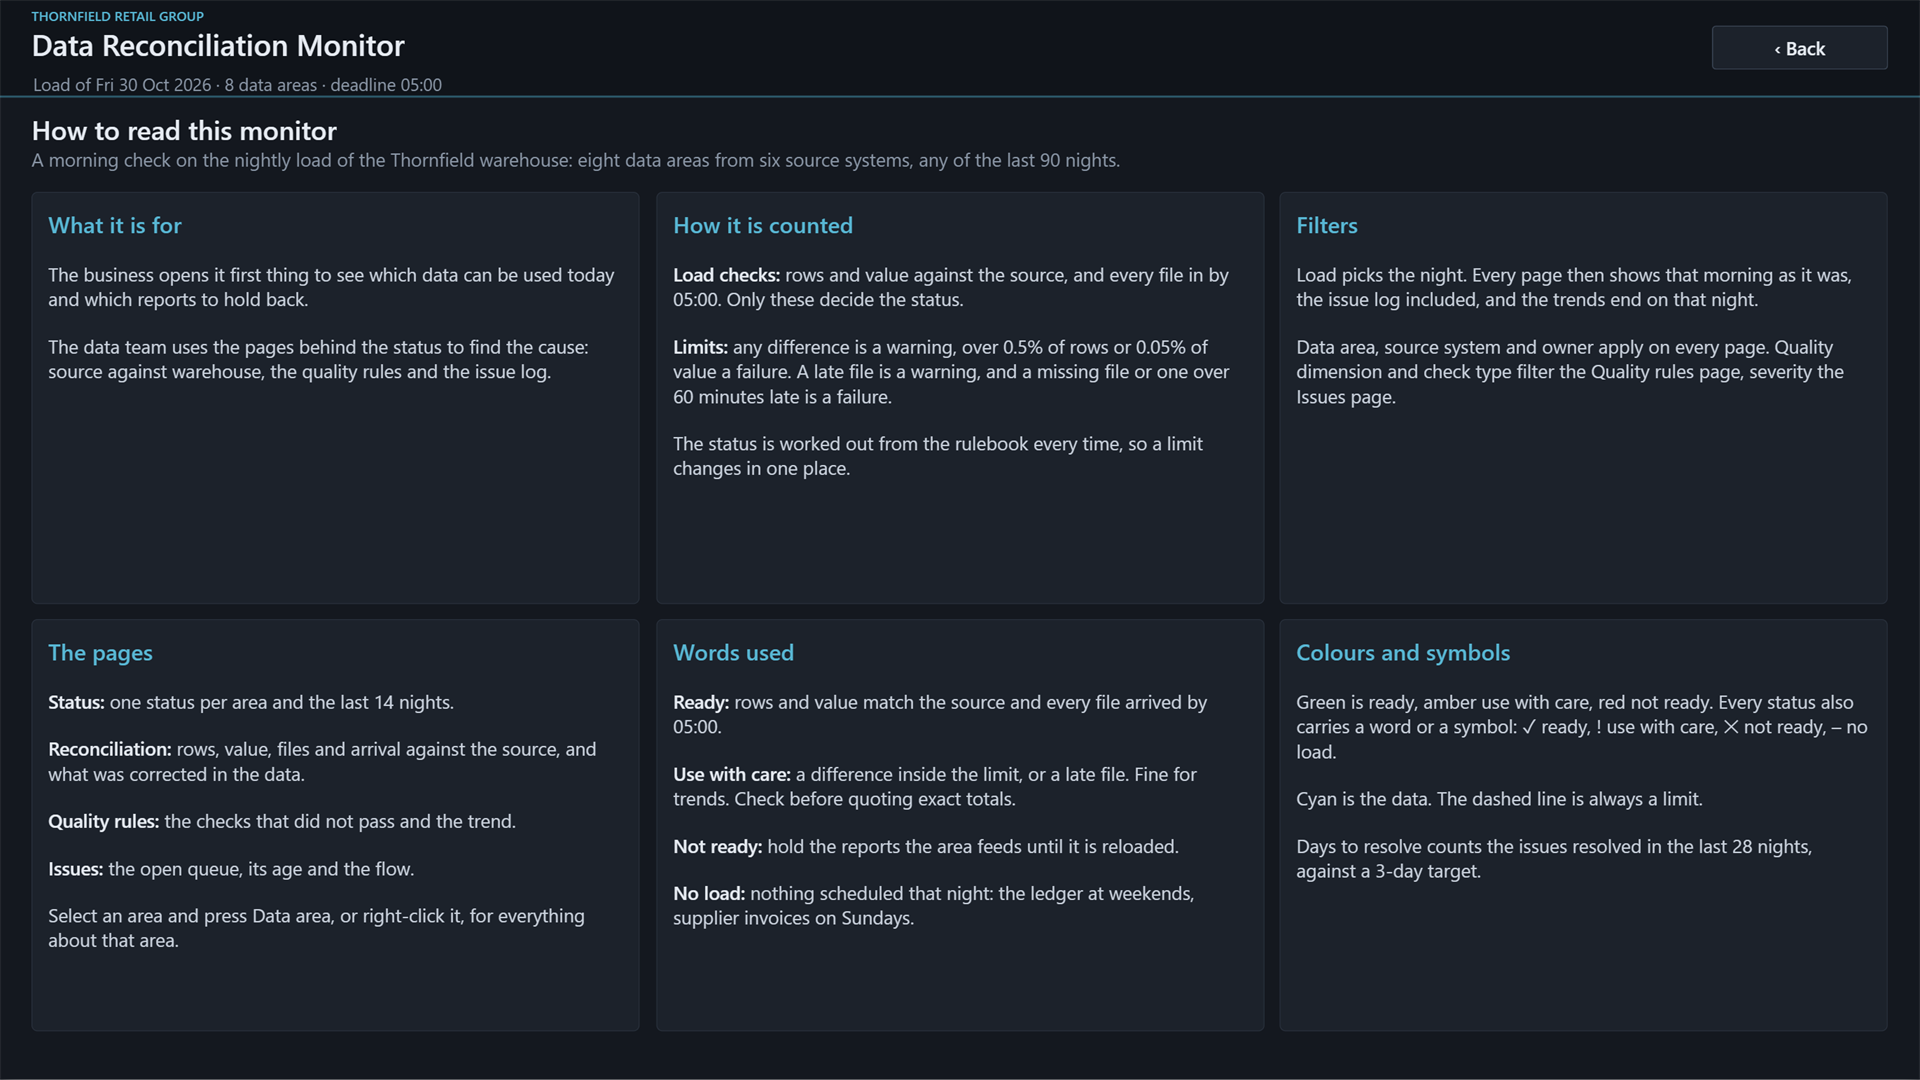 THORNFIELD RETAIL GROUP
Data Reconciliation Monitor
Load of Fri 30 Oct 2026 · 8 data areas · deadline 05:00
‹ Back
How to read this monitor
A morning check on the nightly load of the Thornfield warehouse: eight data areas from six source systems, any of the last 90 nights.
What it is for
The business opens it first thing to see which data can be used today
and which reports to hold back.
The data team uses the pages behind the status to find the cause:
source against warehouse, the quality rules and the issue log.
How it is counted
Load checks: rows and value against the source, and every file in by
05:00. Only these decide the status.
Limits: any difference is a warning, over 0.5% of rows or 0.05% of
value a failure. A late file is a warning, and a missing file or one over
60 minutes late is a failure.
The status is worked out from the rulebook every time, so a limit
changes in one place.
Filters
Load picks the night. Every page then shows that morning as it was,
the issue log included, and the trends end on that night.
Data area, source system and owner apply on every page. Quality
dimension and check type filter the Quality rules page, severity the
Issues page.
The pages
Status: one status per area and the last 14 nights.
Reconciliation: rows, value, files and arrival against the source, and
what was corrected in the data.
Quality rules: the checks that did not pass and the trend.
Issues: the open queue, its age and the flow.
Select an area and press Data area, or right-click it, for everything
about that area.
Words used
Ready: rows and value match the source and every file arrived by
05:00.
Use with care: a difference inside the limit, or a late file. Fine for
trends. Check before quoting exact totals.
Not ready: hold the reports the area feeds until it is reloaded.
No load: nothing scheduled that night: the ledger at weekends,
supplier invoices on Sundays.
Colours and symbols
Green is ready, amber use with care, red not ready. Every status also
carries a word or a symbol: ✓ ready, ! use with care, ✕ not ready, – no
load.
Cyan is the data. The dashed line is always a limit.
Days to resolve counts the issues resolved in the last 28 nights,
against a 3-day target.